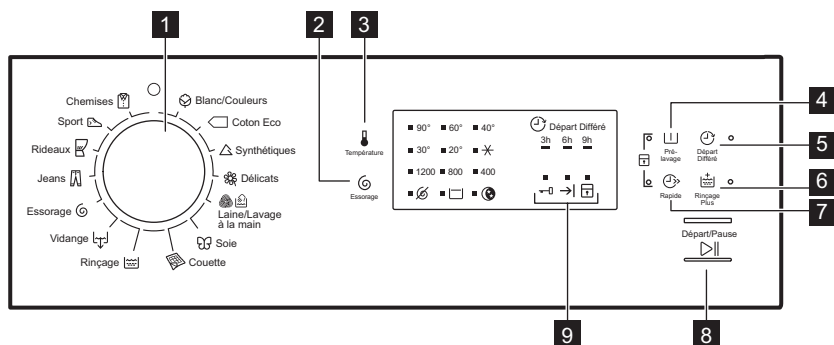 1
2
3
4
5
6
7
8
9
Chemises
Sport
Rideaux
Jeans
Essorage
Vidange
Rinçage
Blanc/Couleurs
Coton Eco
Synthétiques
Délicats
Laine/Lavage
à la main
Soie
Couette
Température
Essorage
90° 60° 40°
30° 20°
1200 800 400
Départ Différé
3h 6h 9h
Pré-
lavage
Départ
Différé
Rapide
Rinçage
Plus
Départ/Pause